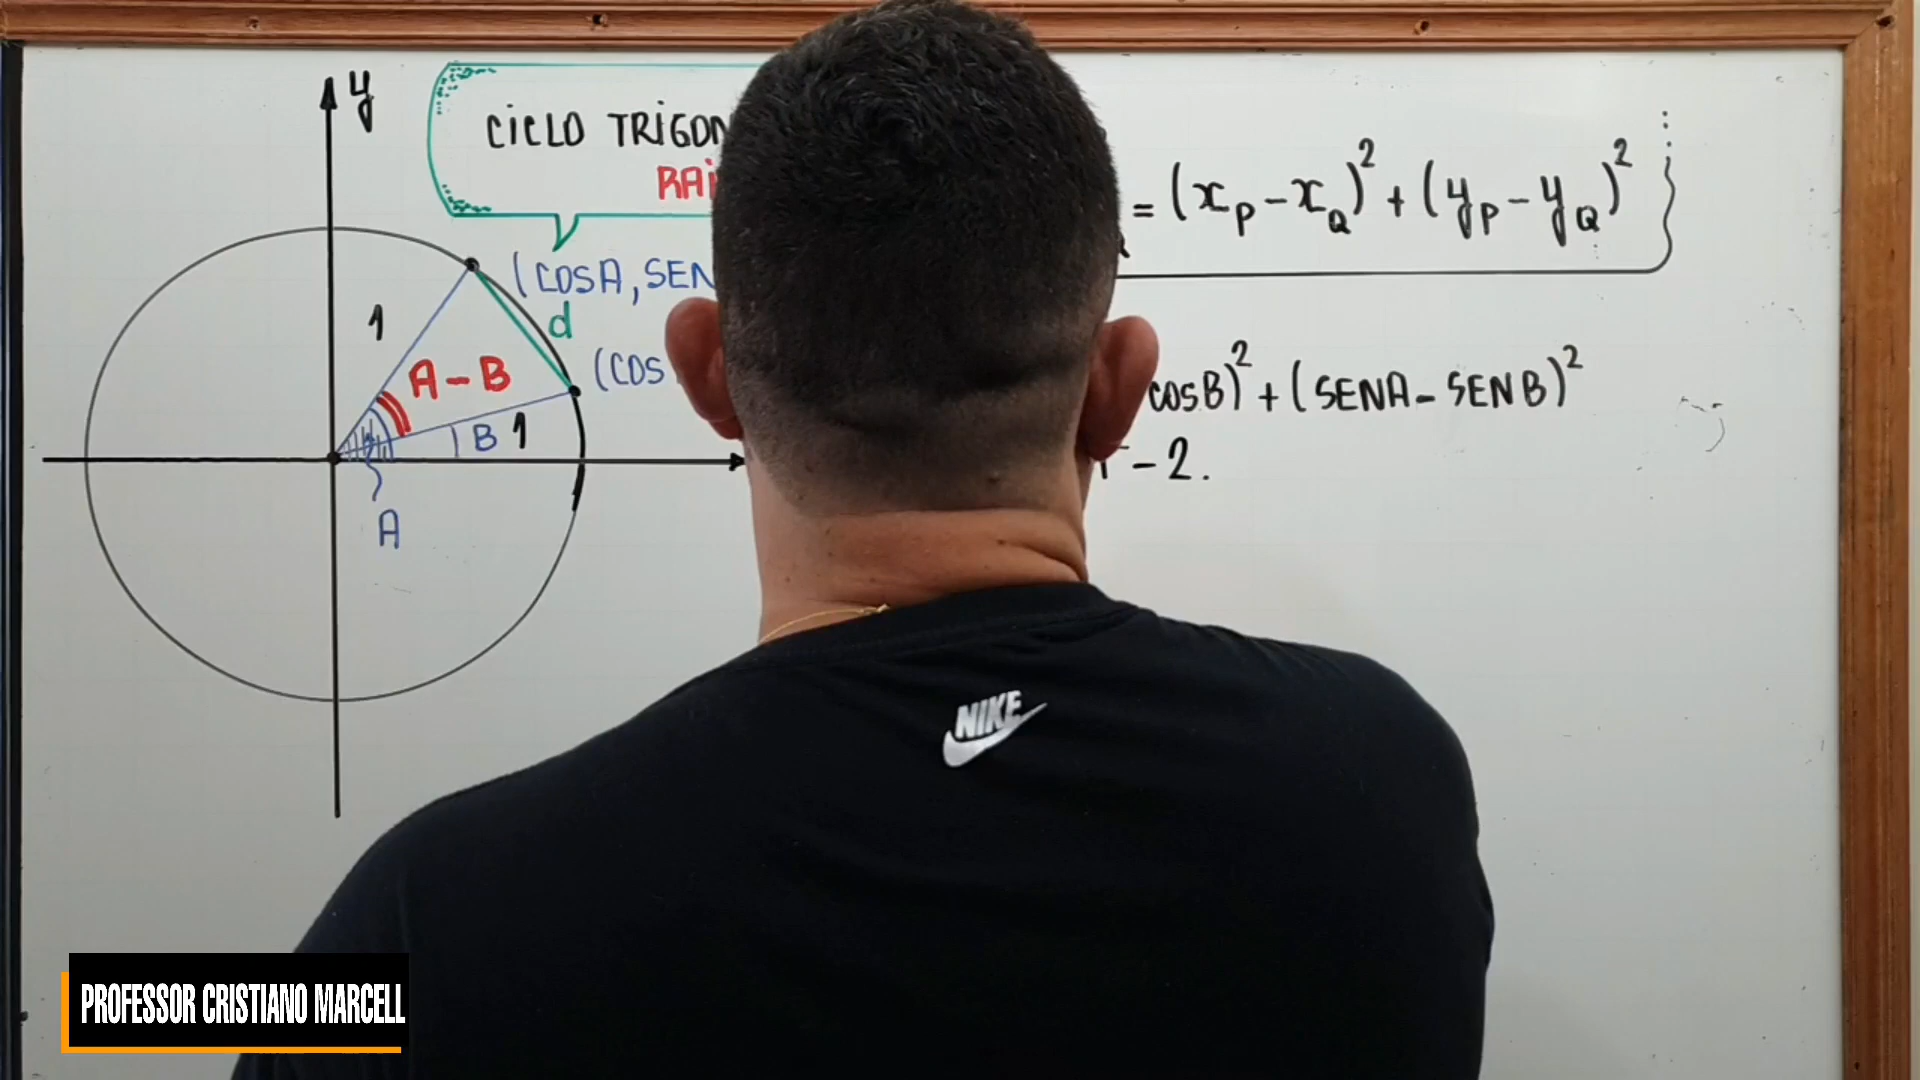 y
CICLO TRIGON
RAI
= (x_P - x_Q)² + (y_P - y_Q)²
(COSA, SEN
1
d
A - B
(COS
COSB)² + (SENA - SENB)²
B 1
- 2.
A
NIKE
PROFESSOR CRISTIANO MARCELL